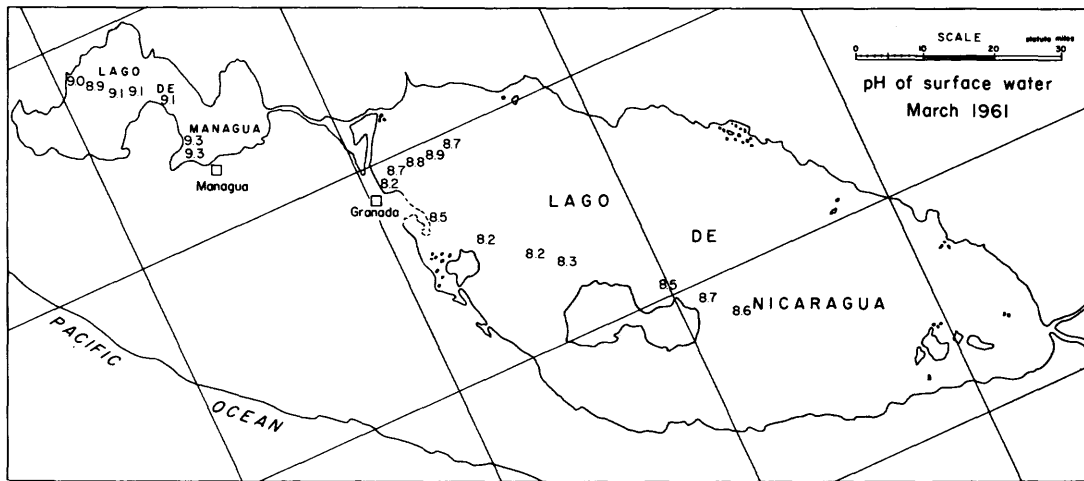 SCALE
statute miles
0 10 20 30
pH of surface water
March 1961
LAGO
DE
MANAGUA
9.0 8.9 9.1 9.1 9.1
9.3
9.3
Managua
8.7
8.9
8.8
8.7
8.2
Granada
8.5
8.2
8.2
8.3
8.5
8.7
8.6
LAGO
DE
NICARAGUA
PACIFIC
OCEAN